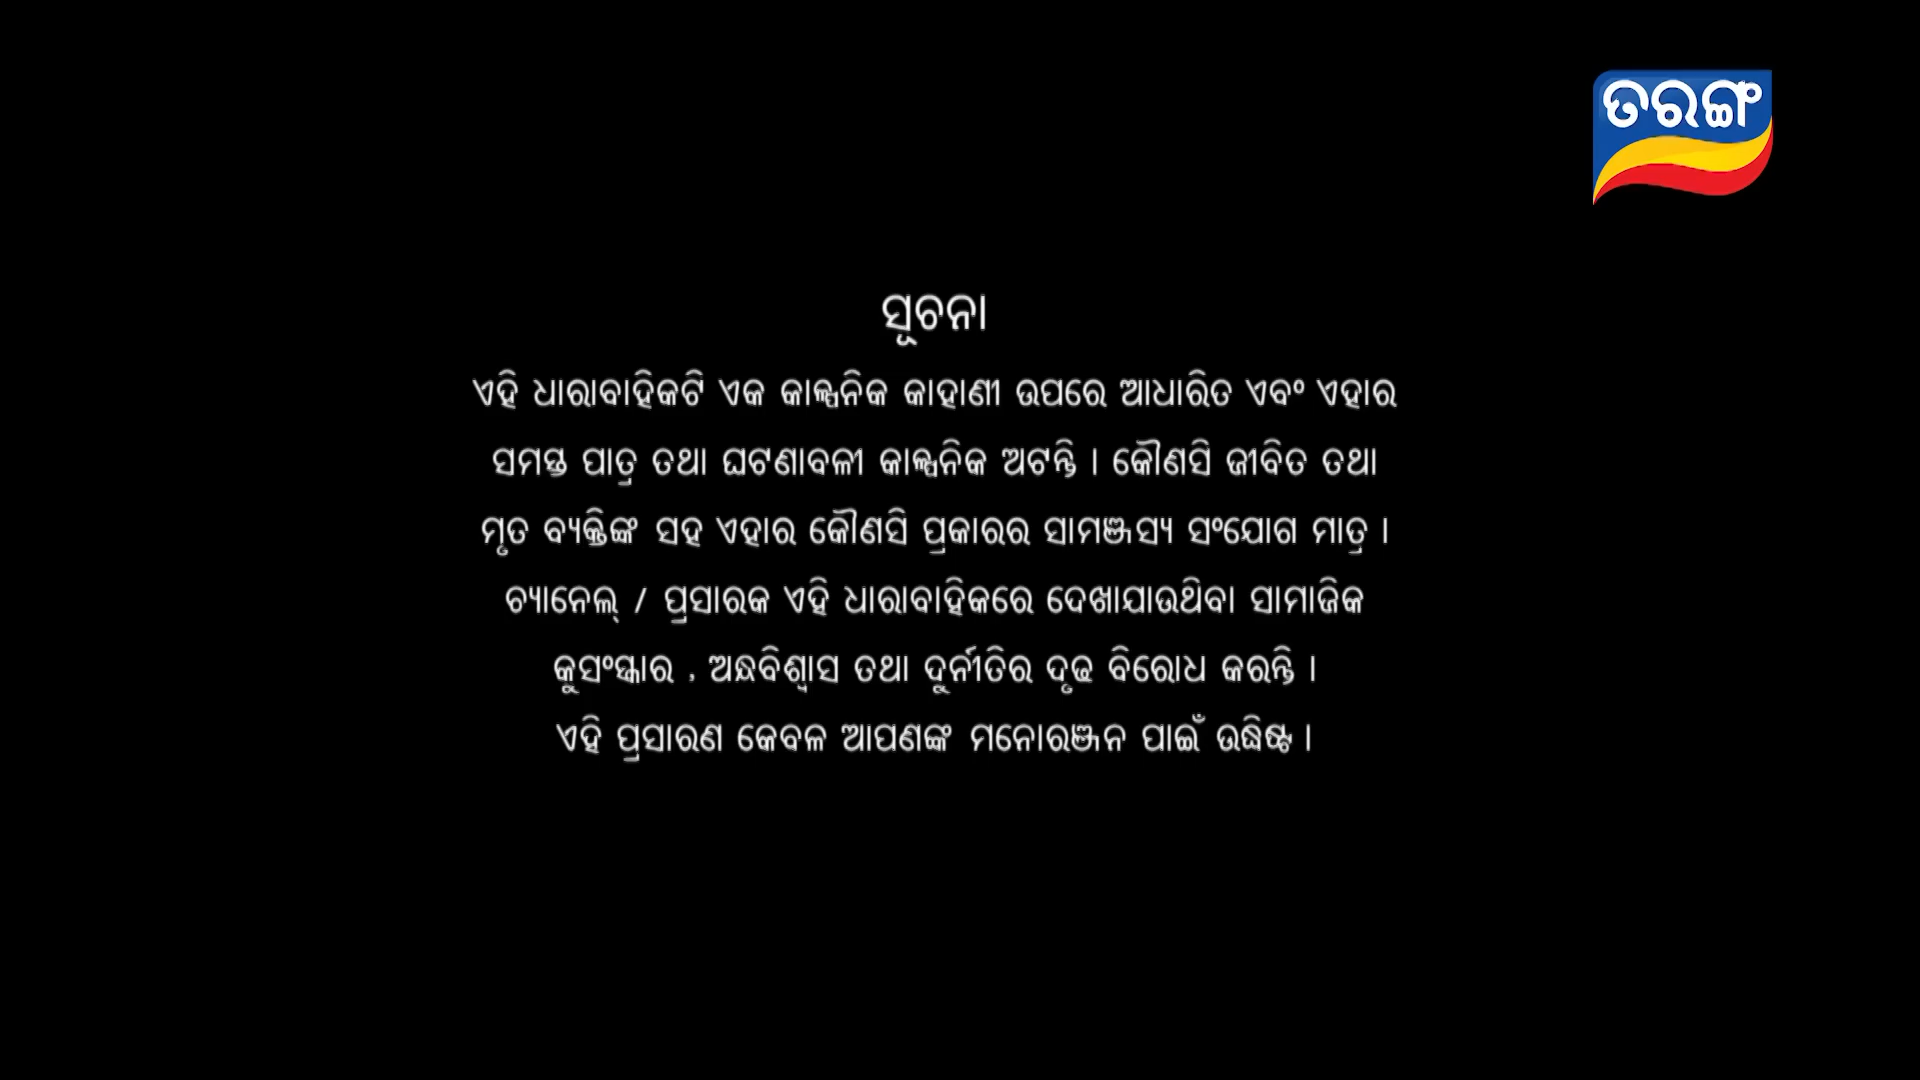 ତରଙ୍ଗ
ସୂଚନା
ଏହି ଧାରାବାହିକଟି ଏକ କାଳ୍ପନିକ କାହାଣୀ ଉପରେ ଆଧାରିତ ଏବଂ ଏହାର
ସମସ୍ତ ପାତ୍ର ତଥା ଘଟଣାବଳୀ କାଳ୍ପନିକ ଅଟନ୍ତି । କୌଣସି ଜୀବିତ ତଥା
ମୃତ ବ୍ୟକ୍ତିଙ୍କ ସହ ଏହାର କୌଣସି ପ୍ରକାରର ସାମଞ୍ଜସ୍ୟ ସଂଯୋଗ ମାତ୍ର ।
ଚ୍ୟାନେଲ୍ / ପ୍ରସାରକ ଏହି ଧାରାବାହିକରେ ଦେଖାଯାଉଥିବା ସାମାଜିକ
କୁସଂସ୍କାର , ଅନ୍ଧବିଶ୍ୱାସ ତଥା ଦୁର୍ନୀତିର ଦୃଢ ବିରୋଧ କରନ୍ତି ।
ଏହି ପ୍ରସାରଣ କେବଳ ଆପଣଙ୍କ ମନୋରଞ୍ଜନ ପାଇଁ ଉଦ୍ଧିଷ୍ଟ ।